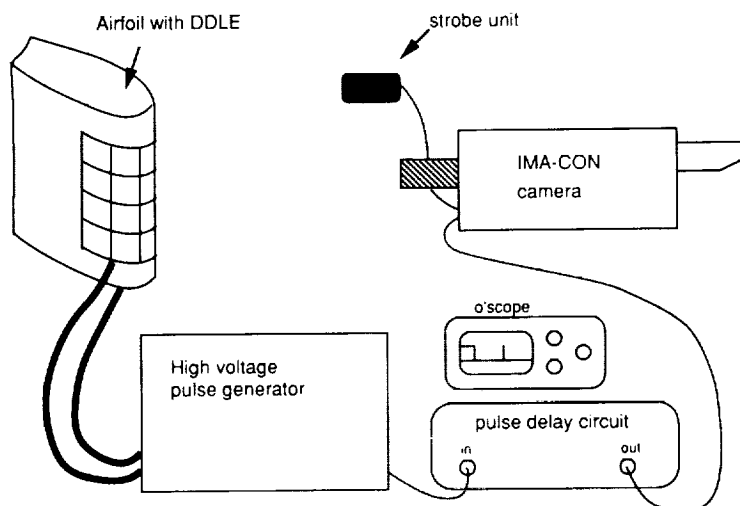 Airfoil with DDLE
strobe unit
IMA-CON
camera
o'scope
High voltage
pulse generator
pulse delay circuit
in
out